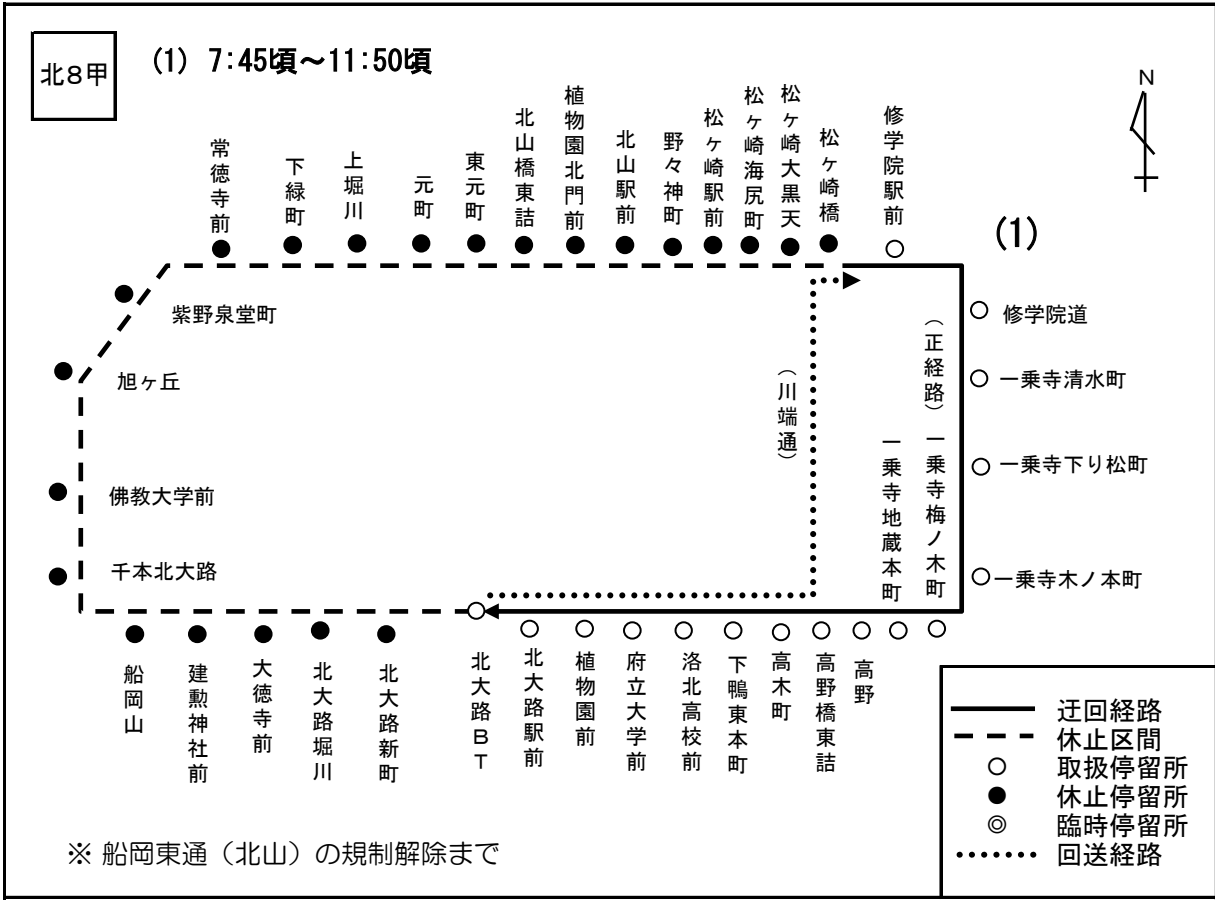 北8甲
(1) 7:45頃～11:50頃
N
常徳寺前
下緑町
上堀川
元町
東元町
北山橋東詰
植物園北門前
北山駅前
野々神町
松ヶ崎駅前
松ヶ崎海尻町
松ヶ崎大黒天
松ヶ崎橋
修学院駅前
(1)
紫野泉堂町
旭ヶ丘
佛教大学前
千本北大路
（川端通）
（正経路）
修学院道
一乗寺清水町
一乗寺下り松町
一乗寺木ノ本町
一乗寺地蔵本町
一乗寺梅ノ木町
船岡山
建勲神社前
大徳寺前
北大路堀川
北大路新町
北大路BT
北大路駅前
植物園前
府立大学前
洛北高校前
下鴨東本町
高木町
高野橋東詰
高野
迂回経路
休止区間
取扱停留所
休止停留所
臨時停留所
回送経路
※ 船岡東通（北山）の規制解除まで